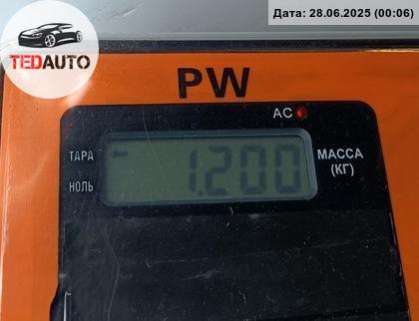 Дата: 28.06.2025 (00:06)
TEDAUTO
PW
AC
ТАРА
НОЛЬ
1.200
МАССА
(КГ)